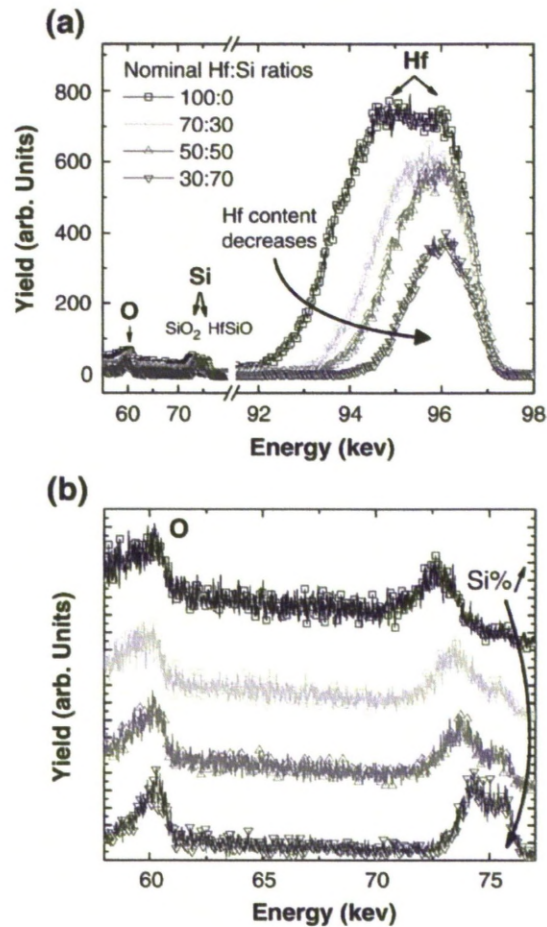 (a)
Nominal Hf:Si ratios
100:0
70:30
50:50
30:70
Hf
Hf content
decreases
Si
SiO2 HfSiO
O
Yield (arb. Units)
800
600
400
200
0
60 70 92 94 96 98
Energy (kev)
(b)
O
Si%
Yield (arb. Units)
60 65 70 75
Energy (kev)